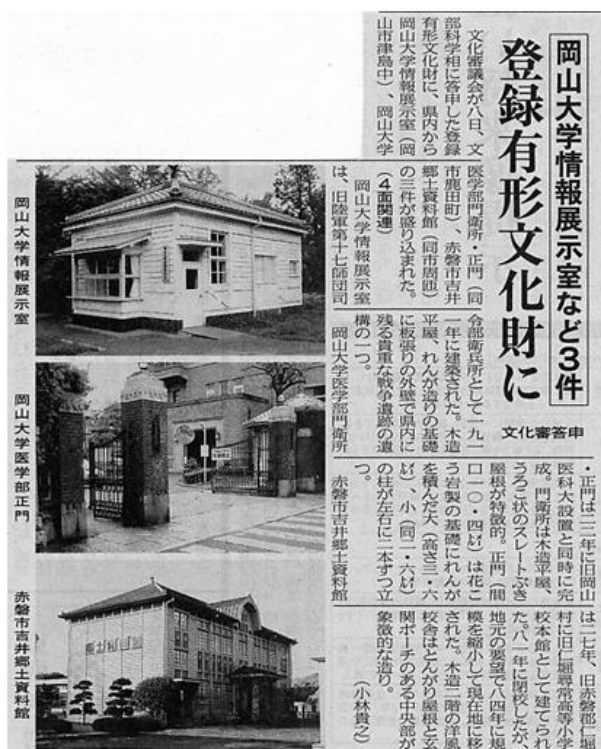 岡山大学情報展示室など3件
登録有形文化財に
文化審答申
文化審議会が八日、文
部科学相に答申した登録
有形文化財に、県内から
岡山大学情報展示室(岡
山市津島中)、岡山大学
医学部門衛所・正門(同
市鹿田町)、赤磐市吉井
郷土資料館(同市周匝)
の三件が盛り込まれた。
(4面関連)
岡山大学情報展示室
は、旧陸軍第十七師団司
令部衛兵所として一九一
一年に建築された。木造
平屋、れんが造りの基礎
に板張りの外壁で県内に
残る貴重な戦争遺跡の遺
構の一つ。
岡山大学医学部門衛所
・正門は二二年に旧岡山
医科大設置と同時に完
成。門衛所は木造平屋、
うろこ状のスレートぶき
屋根が特徴的。正門(間
口一〇・四㍍)は花こ
う岩製の基礎にれんが
を積んだ大(高さ三・六
㍍)、小(同二・六㍍)
の柱が左右に二本ずつ立
つ。
赤磐市吉井郷土資料館
は二七年、旧赤磐郡仁堀
村に旧仁堀尋常高等小学
校本館として建てられ
た。八一年に閉校したが、
地元の要望で八四年に規
模を縮小して現在地に移
された。木造二階の洋風
校舎はとんがり屋根と玄
関ポーチのある中央部が
象徴的な造り。
(小林貴之)
岡山大学情報展示室
岡山大学医学部正門
赤磐市吉井郷土資料館